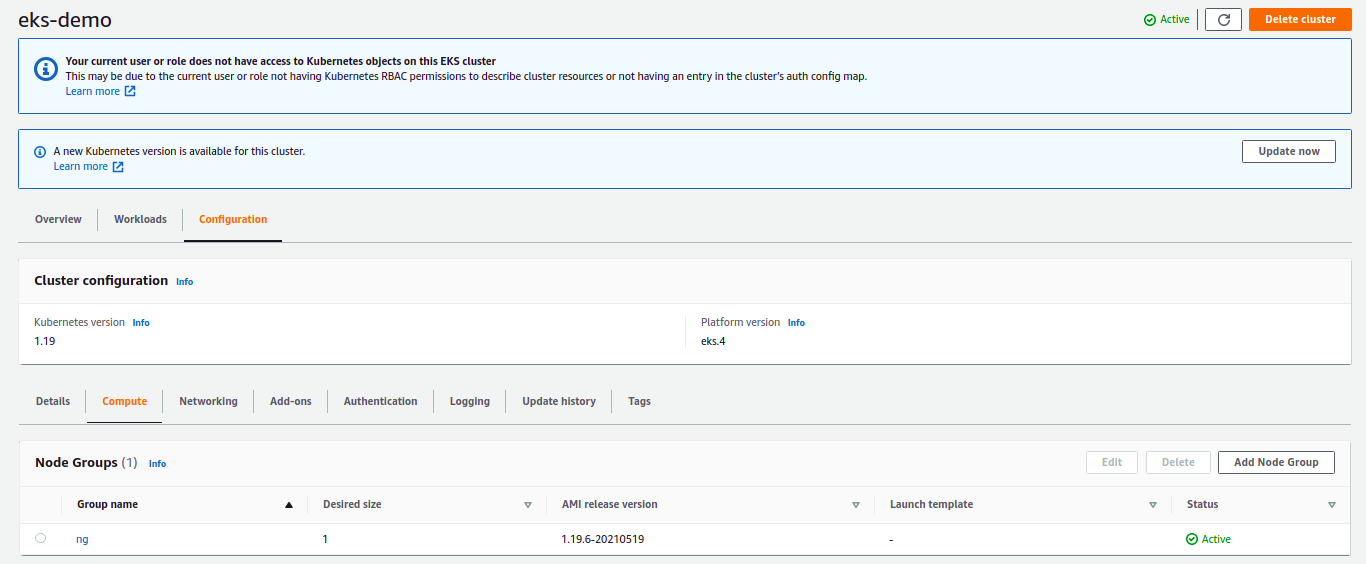 eks-demo
Active
Delete cluster
Your current user or role does not have access to Kubernetes objects on this EKS cluster
This may be due to the current user or role not having Kubernetes RBAC permissions to describe cluster resources or not having an entry in the cluster's auth config map.
Learn more
A new Kubernetes version is available for this cluster.
Learn more
Update now
Overview Workloads Configuration
Cluster configuration Info
Kubernetes version Info
1.19
Platform version Info
eks.4
Details Compute Networking Add-ons Authentication Logging Update history Tags
Node Groups (1) Info
Edit Delete Add Node Group
Group name Desired size AMI release version Launch template Status
ng 1 1.19.6-20210519 - Active